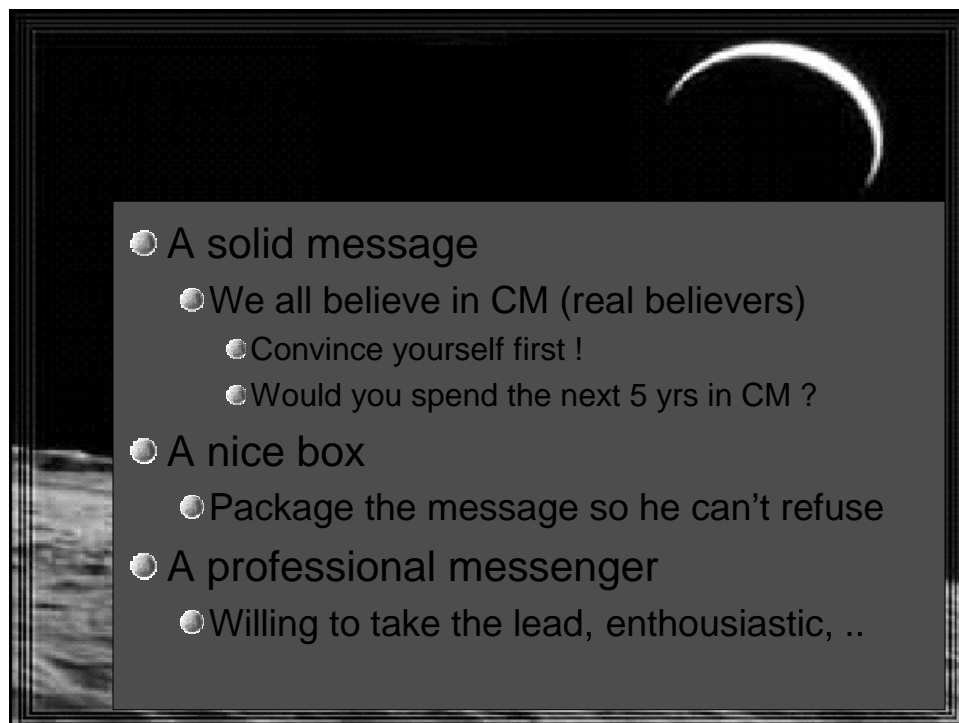 A solid message
We all believe in CM (real believers)
Convince yourself first !
Would you spend the next 5 yrs in CM ?
A nice box
Package the message so he can't refuse
A professional messenger
Willing to take the lead, enthousiastic, ..